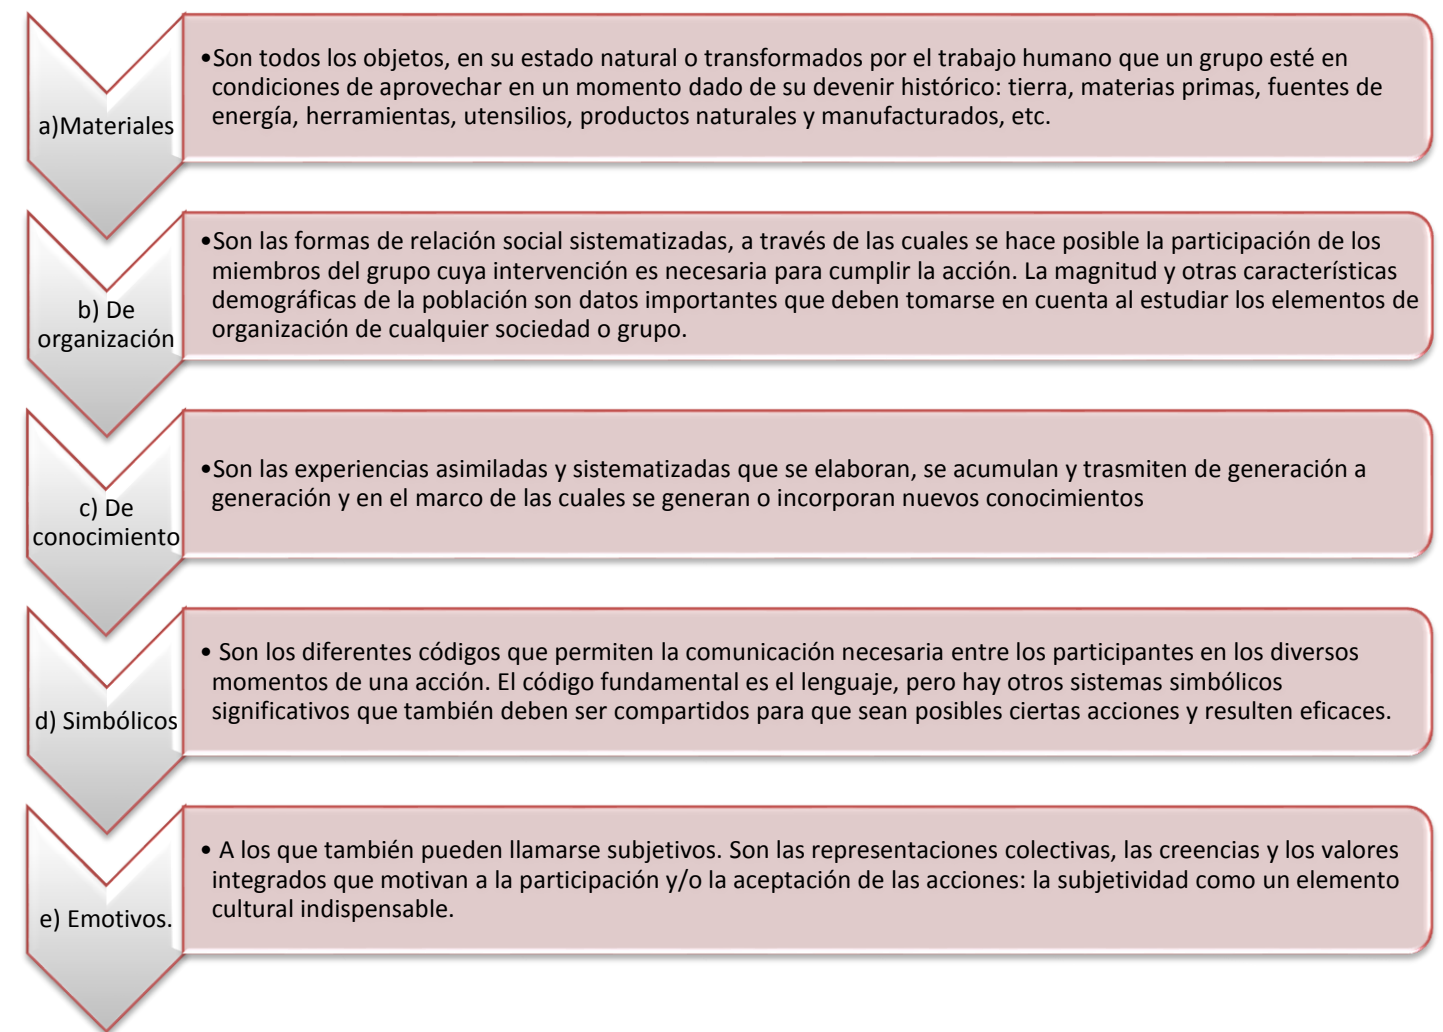 a)Materiales
•Son todos los objetos, en su estado natural o transformados por el trabajo humano que un grupo esté en
condiciones de aprovechar en un momento dado de su devenir histórico: tierra, materias primas, fuentes de
energía, herramientas, utensilios, productos naturales y manufacturados, etc.
b) De
organización
•Son las formas de relación social sistematizadas, a través de las cuales se hace posible la participación de los
miembros del grupo cuya intervención es necesaria para cumplir la acción. La magnitud y otras características
demográficas de la población son datos importantes que deben tomarse en cuenta al estudiar los elementos de
organización de cualquier sociedad o grupo.
c) De
conocimiento
•Son las experiencias asimiladas y sistematizadas que se elaboran, se acumulan y trasmiten de generación a
generación y en el marco de las cuales se generan o incorporan nuevos conocimientos
d) Simbólicos
• Son los diferentes códigos que permiten la comunicación necesaria entre los participantes en los diversos
momentos de una acción. El código fundamental es el lenguaje, pero hay otros sistemas simbólicos
significativos que también deben ser compartidos para que sean posibles ciertas acciones y resulten eficaces.
e) Emotivos.
• A los que también pueden llamarse subjetivos. Son las representaciones colectivas, las creencias y los valores
integrados que motivan a la participación y/o la aceptación de las acciones: la subjetividad como un elemento
cultural indispensable.